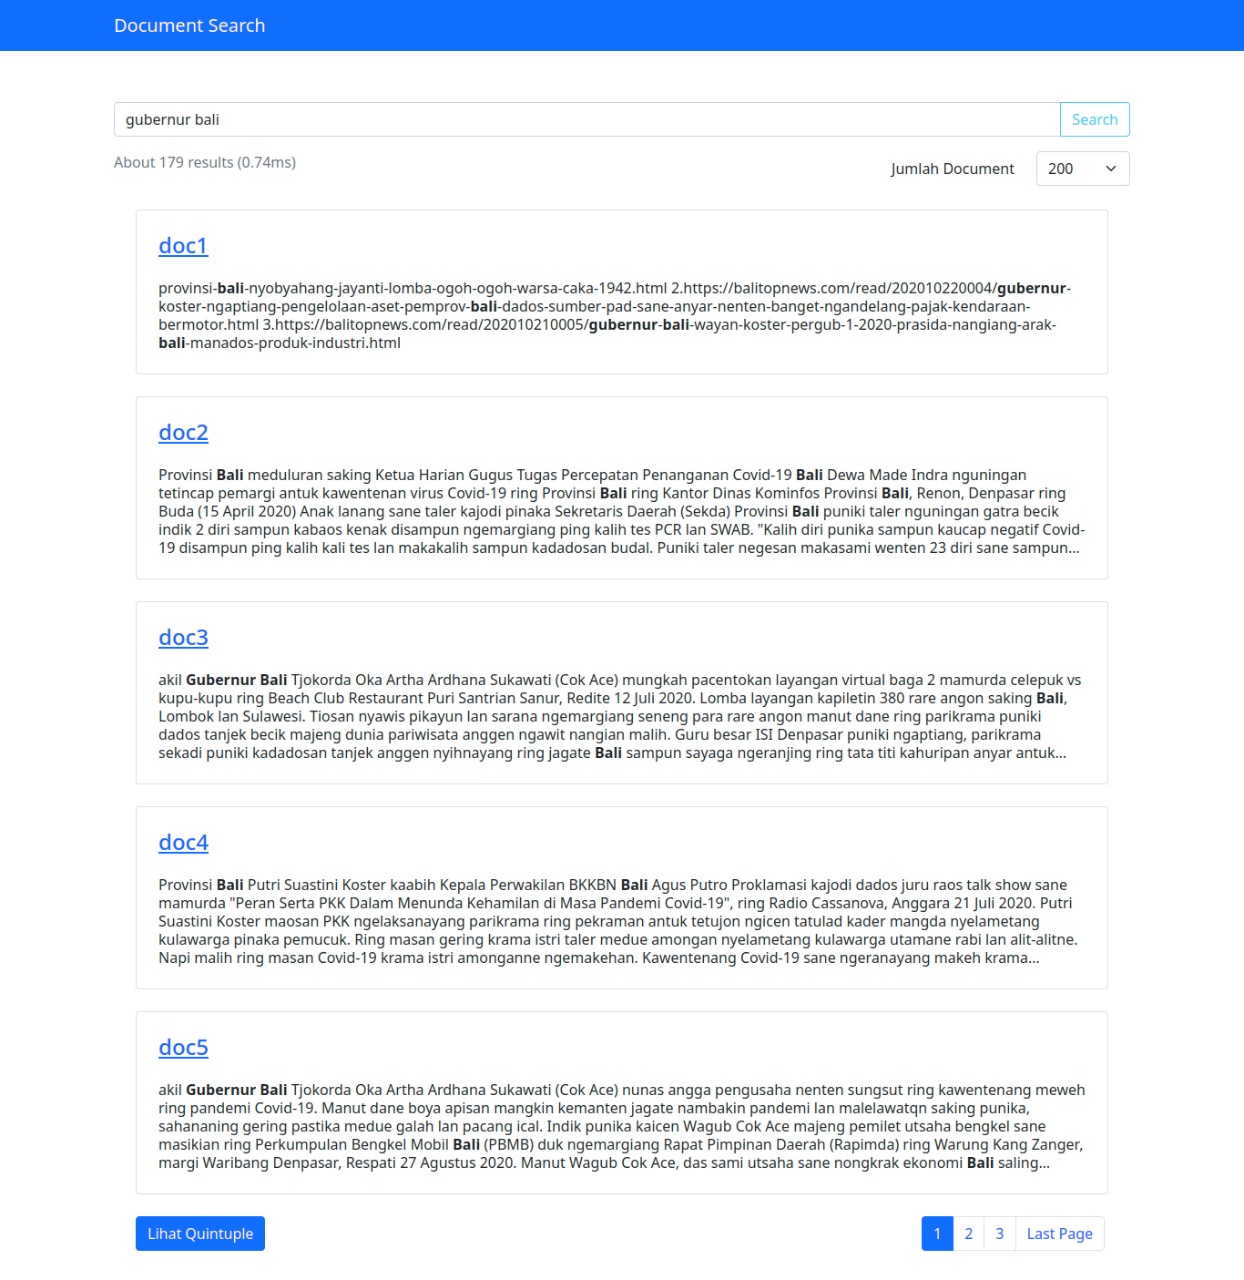 Document Search
gubernur bali
Search
About 179 results (0.74ms)
Jumlah Document
200
doc1
provinsi-bali-nyobyahang-jayanti-lomba-ogoh-ogoh-warsa-caka-1942.html 2.https://balitopnews.com/read/202010220004/gubernur-
koster-ngaptiang-pengelolaan-aset-pemprov-bali-dados-sumber-pad-sane-anyar-nenten-banget-ngandelang-pajak-kendaraan-
bermotor.html 3.https://balitopnews.com/read/202010210005/gubernur-bali-wayan-koster-pergub-1-2020-prasida-nangiang-arak-
bali-manados-produk-industri.html
doc2
Provinsi Bali meduluran saking Ketua Harian Gugus Tugas Percepatan Penanganan Covid-19 Bali Dewa Made Indra nguningan
tetincap pemargi antuk kawentenan virus Covid-19 ring Provinsi Bali ring Kantor Dinas Kominfos Provinsi Bali, Renon, Denpasar ring
Buda (15 April 2020) Anak lanang sane taler kajodi pinaka Sekretaris Daerah (Sekda) Provinsi Bali puniki taler nguningan gatra becik
indik 2 diri sampun kabaos kenak disampun ngemargiang ping kalih tes PCR lan SWAB. "Kalih diri punika sampun kaucap negatif Covid-
19 disampun ping kalih kali tes lan makakalih sampun kadadosan budal. Puniki taler negesan makasami wenten 23 diri sane sampun...
doc3
akil Gubernur Bali Tjokorda Oka Artha Ardhana Sukawati (Cok Ace) mungkah pacentokan layangan virtual baga 2 mamurda celepuk vs
kupu-kupu ring Beach Club Restaurant Puri Santrian Sanur, Redite 12 Juli 2020. Lomba layangan kapiletin 380 rare angon saking Bali,
Lombok lan Sulawesi. Tiosan nyawis pikayun lan sarana ngemargiang seneng para rare angon manut dane ring parikrama puniki
dados tanjek becik majeng dunia pariwisata anggen ngawit nangian malih. Guru besar ISI Denpasar puniki ngaptiang, parikrama
sekadi puniki kadadosan tanjek anggen nyihnayang ring jagate Bali sampun sayaga ngeranjing ring tata titi kahuripan anyar antuk...
doc4
Provinsi Bali Putri Suastini Koster kaabih Kepala Perwakilan BKKBN Bali Agus Putro Proklamasi kajodi dados juru raos talk show sane
mamurda "Peran Serta PKK Dalam Menunda Kehamilan di Masa Pandemi Covid-19", ring Radio Cassanova, Anggara 21 Juli 2020. Putri
Suastini Koster maosan PKK ngelaksanayang parikrama ring pekraman antuk tetujon ngicen tatulad kader mangda nyelametang
kulawarga pinaka pemucuk. Ring masan gering krama istri taler medue amongan nyelametang kulawarga utamane rabi lan alit-alitne.
Napi malih ring masan Covid-19 krama istri amonganne ngemakehan. Kawentenang Covid-19 sane ngeranayang makeh krama...
doc5
akil Gubernur Bali Tjokorda Oka Artha Ardhana Sukawati (Cok Ace) nunas angga pengusaha nenten sungsut ring kawentenang meweh
ring pandemi Covid-19. Manut dane boya apisan mangkin kemanten jagate nambakin pandemi lan malelawatqn saking punika,
sahananing gering pastika medue galah lan pacang ical. Indik punika kaicen Wagub Cok Ace majeng pemilet utsaha bengkel sane
masikian ring Perkumpulan Bengkel Mobil Bali (PBMB) duk ngemargiang Rapat Pimpinan Daerah (Rapimda) ring Warung Kang Zanger,
margi Waribang Denpasar, Respati 27 Agustus 2020. Manut Wagub Cok Ace, das sami utsaha sane nongkrak ekonomi Bali saling...
Lihat Quintuple
1
2
3
Last Page